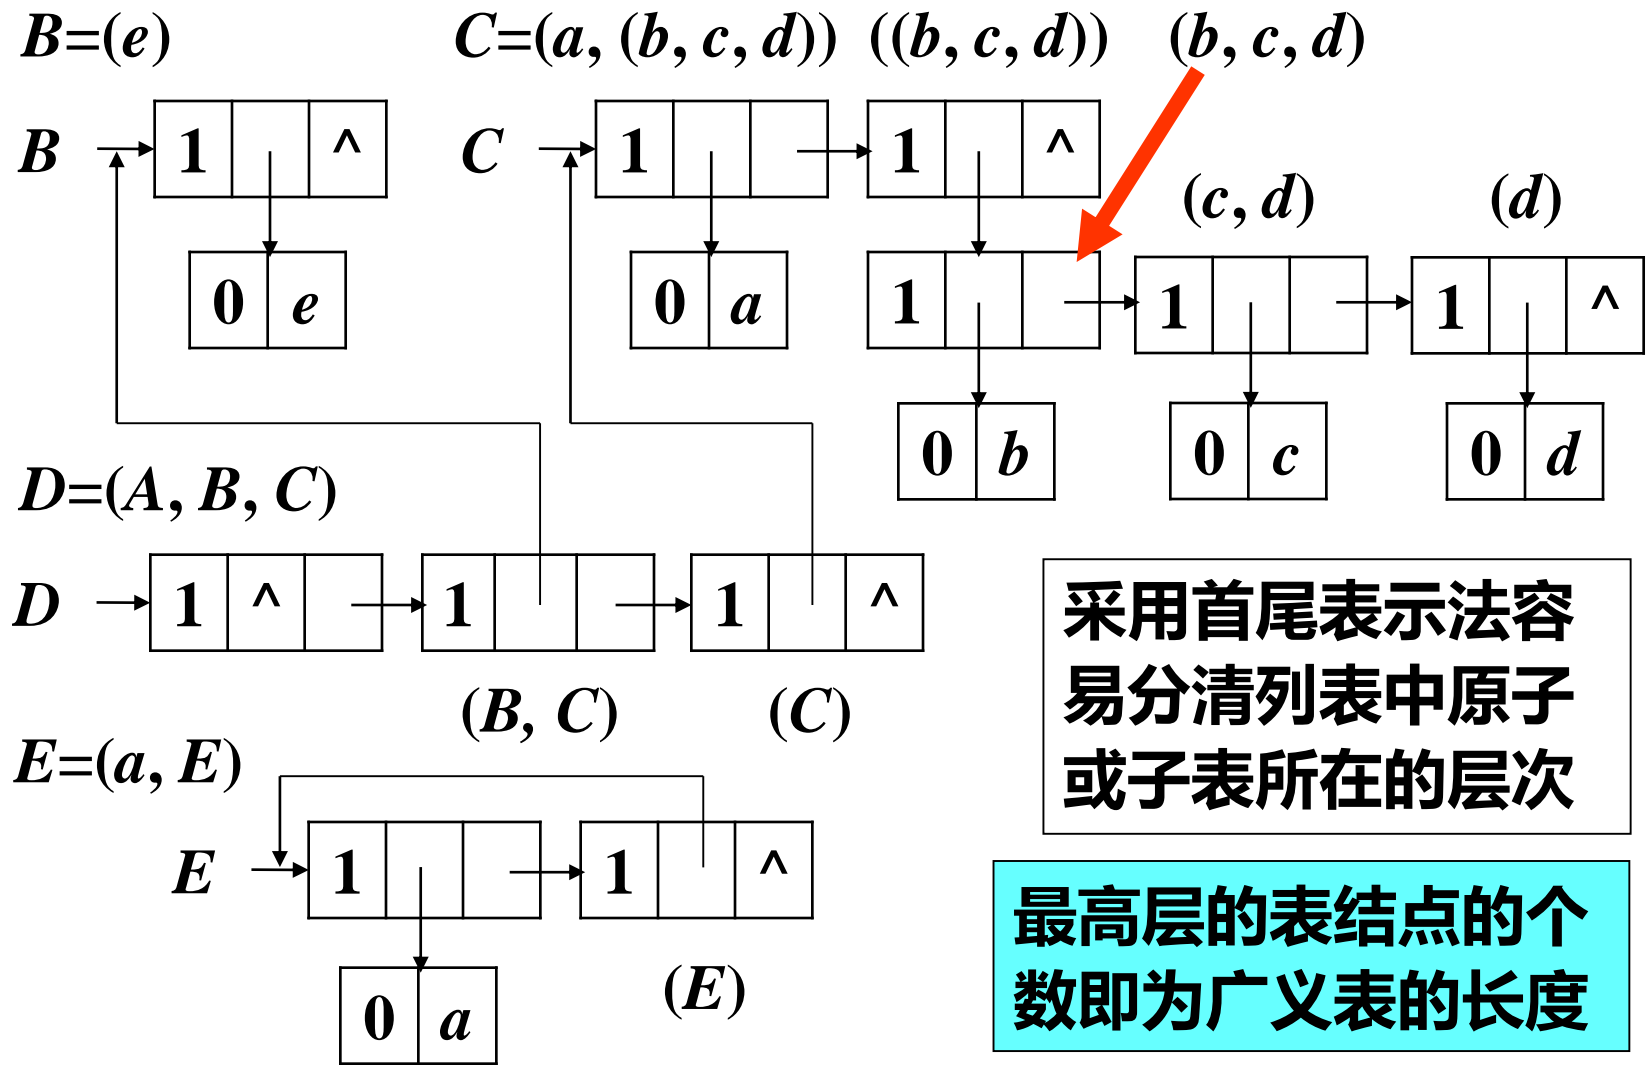 B=(e)
C=(a, (b, c, d)) ((b, c, d)) (b, c, d)
B 1 ^
C 1 1 ^
(c, d) (d)
0 e
0 a
1 1 1 ^
0 b 0 c 0 d
D=(A, B, C)
D 1 ^ 1 1 ^
(B, C) (C)
E=(a, E)
E 1 1 ^
0 a
(E)
采用首尾表示法容
易分清列表中原子
或子表所在的层次
最高层的表结点的个
数即为广义表的长度